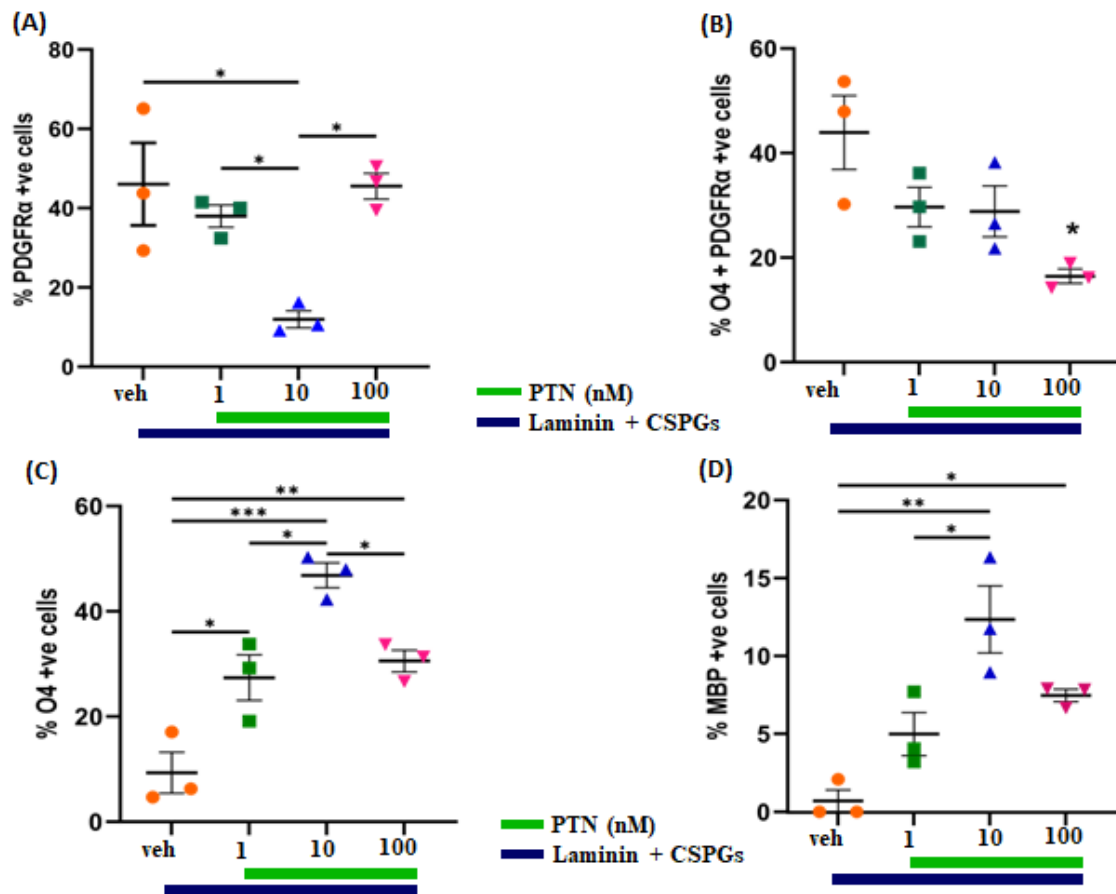 (A)
% PDGFRα +ve cells
80
60
40
20
0
*
*
*
veh 1 10 100
(B)
% O4 + PDGFRα +ve cells
60
40
20
0
*
veh 1 10 100
PTN (nM)
Laminin + CSPGs
(C)
% O4 +ve cells
60
40
20
0
**
***
*
*
*
veh 1 10 100
(D)
% MBP +ve cells
20
15
10
5
0
*
**
*
veh 1 10 100
PTN (nM)
Laminin + CSPGs